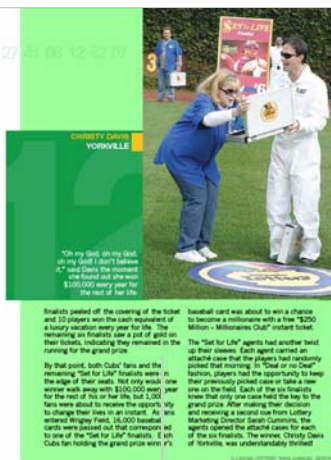 27 41 06 12 42 07
SET for LIFE
12
CHRISTY DAVIS
YORKVILLE
"Oh my God, oh my God,
oh my God! I don't believe
it," said Davis the moment
she found out she won
$100,000 every year for
the rest of her life.
finalists peeled off the covering of the ticket
and 10 players won the cash equivalent of
a luxury vacation every year for life. The
remaining six finalists saw a pot of gold on
their tickets, indicating they remained in the
running for the grand prize.
By that point, both Cubs' fans and the
remaining "Set for Life" finalists were on
the edge of their seats. Not only would one
winner walk away with $100,000 every year
for the rest of his or her life, but 1,000
fans were about to receive the opportunity
to change their lives in an instant. As fans
entered Wrigley Field, 16,000 baseball
cards were passed out that corresponded
to one of the "Set for Life" finalists. Each
Cubs fan holding the grand prize winner's
baseball card was about to win a chance
to become a millionaire with a free "$250
Million – Millionaires Club" instant ticket.
The "Set for Life" agents had another twist
up their sleeves. Each agent carried an
attaché case that the players had randomly
picked that morning. In "Deal or no Deal"
fashion, players had the opportunity to keep
their previously picked case or take a new
one on the field. Each of the six finalists
knew that only one case held the key to the
grand prize. After making their decision
and receiving a second cue from Lottery
Marketing Director Sarah Cummins, the
agents opened the attaché cases for each
of the six finalists. The winner, Christy Davis
of Yorkville, was understandably thrilled!